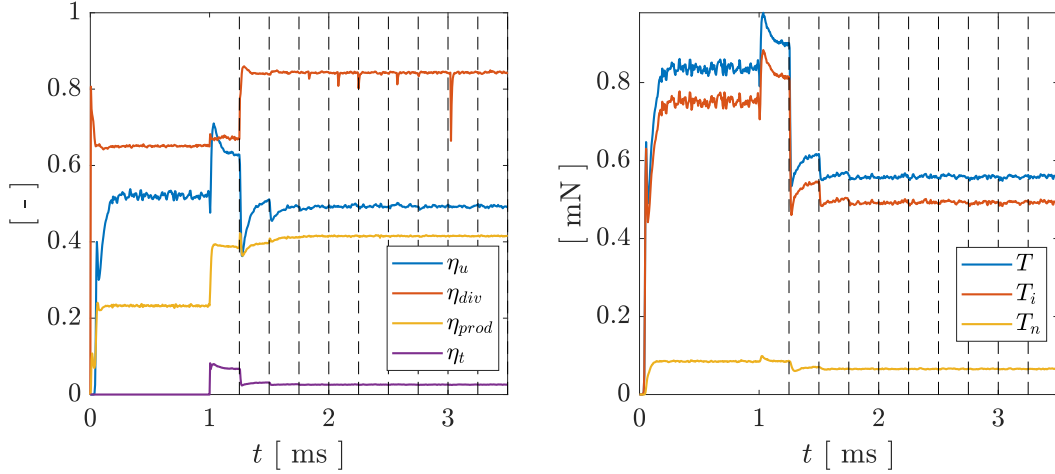 1
0.8
0.6
0.4
0.2
0
[ - ]
0 1 2 3
t [ ms ]
η_u
η_div
η_prod
η_t
0.8
0.6
0.4
0.2
0
[ mN ]
0 1 2 3
t [ ms ]
T
T_i
T_n